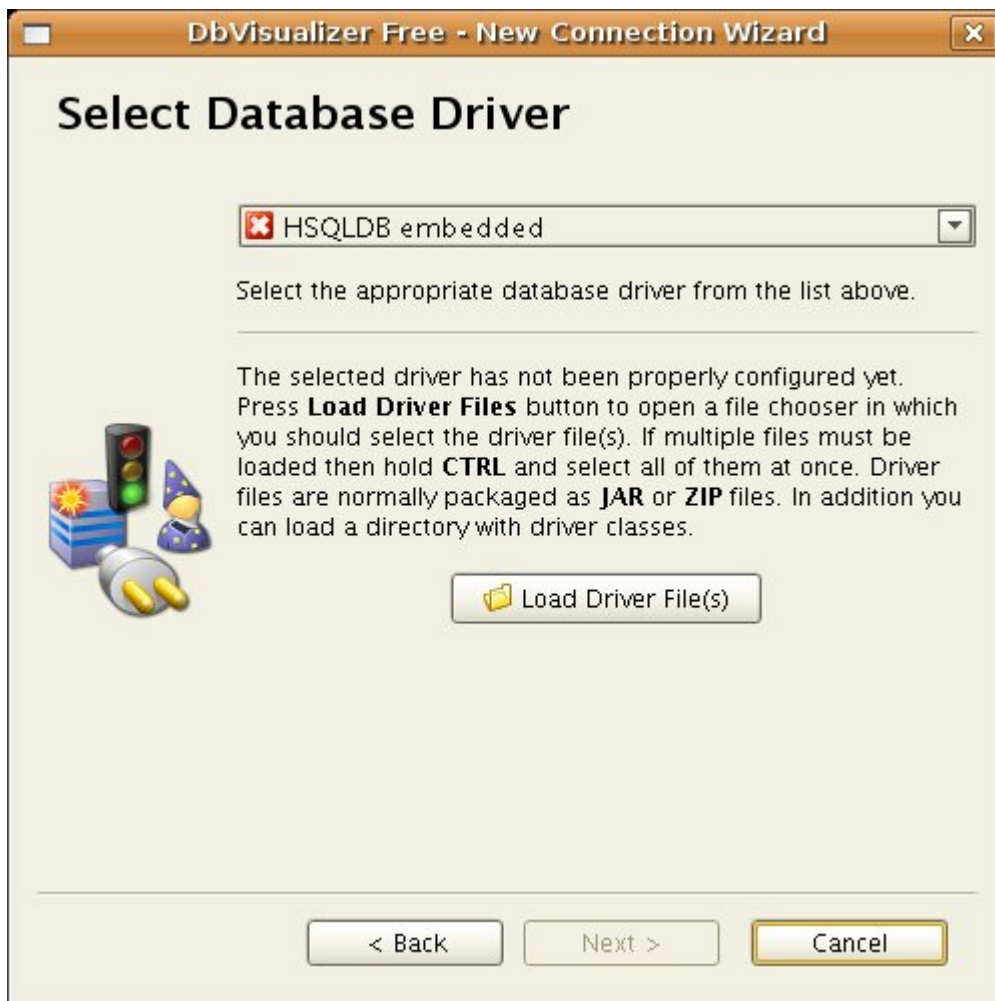 DbVisualizer Free - New Connection Wizard
Select Database Driver
HSQLDB embedded
Select the appropriate database driver from the list above.
The selected driver has not been properly configured yet.
Press Load Driver Files button to open a file chooser in which
you should select the driver file(s). If multiple files must be
loaded then hold CTRL and select all of them at once. Driver
files are normally packaged as JAR or ZIP files. In addition you
can load a directory with driver classes.
Load Driver File(s)
< Back
Next >
Cancel